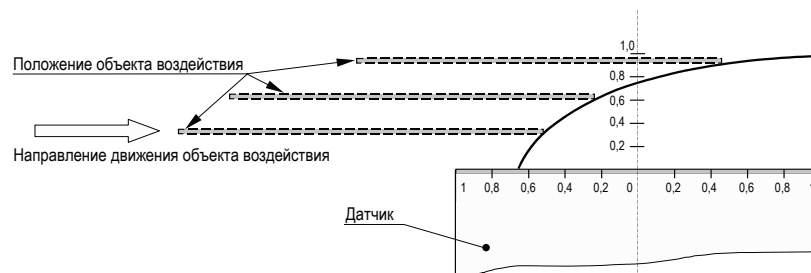 Положение объекта воздействия
Направление движения объекта воздействия
1,0
0,8
0,6
0,4
0,2
1 0,8 0,6 0,4 0,2 0 0,2 0,4 0,6 0,8 1
Датчик